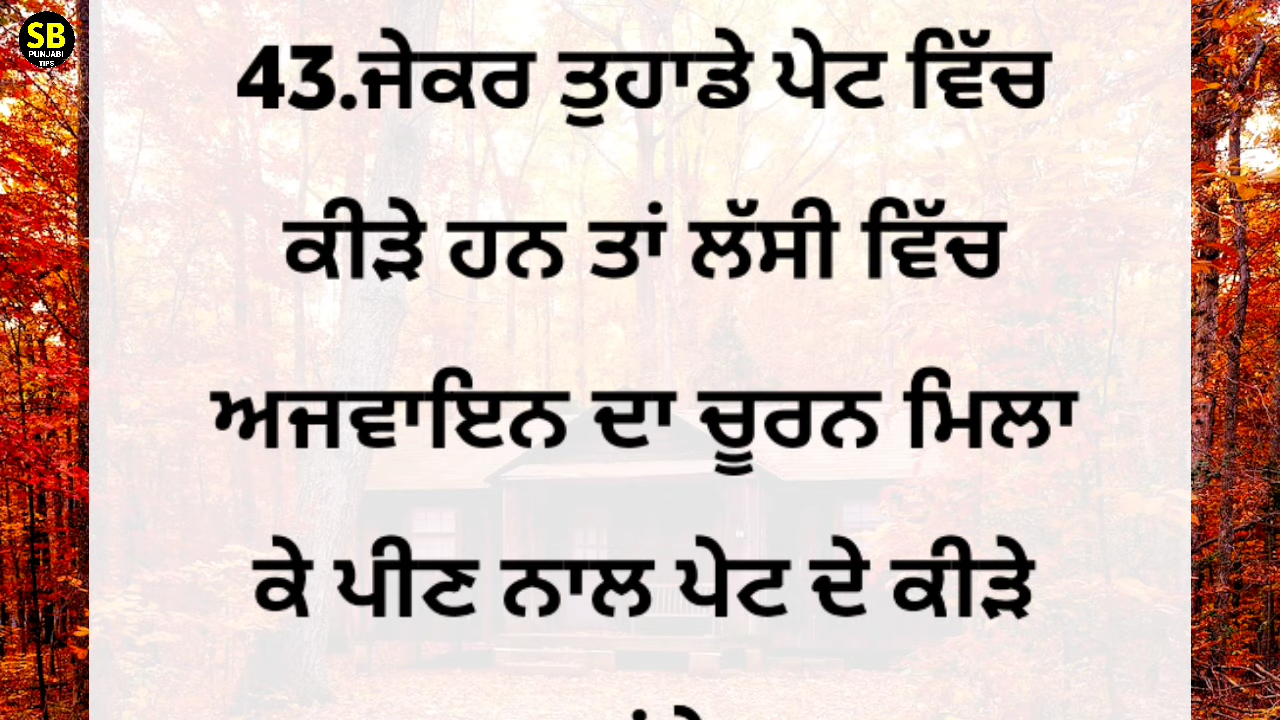 SB
PUNJABI
TIPS
43.ਜੇਕਰ ਤੁਹਾਡੇ ਪੇਟ ਵਿੱਚ
ਕੀੜੇ ਹਨ ਤਾਂ ਲੱਸੀ ਵਿੱਚ
ਅਜਵਾਇਨ ਦਾ ਚੂਰਨ ਮਿਲਾ
ਕੇ ਪੀਣ ਨਾਲ ਪੇਟ ਦੇ ਕੀੜੇ